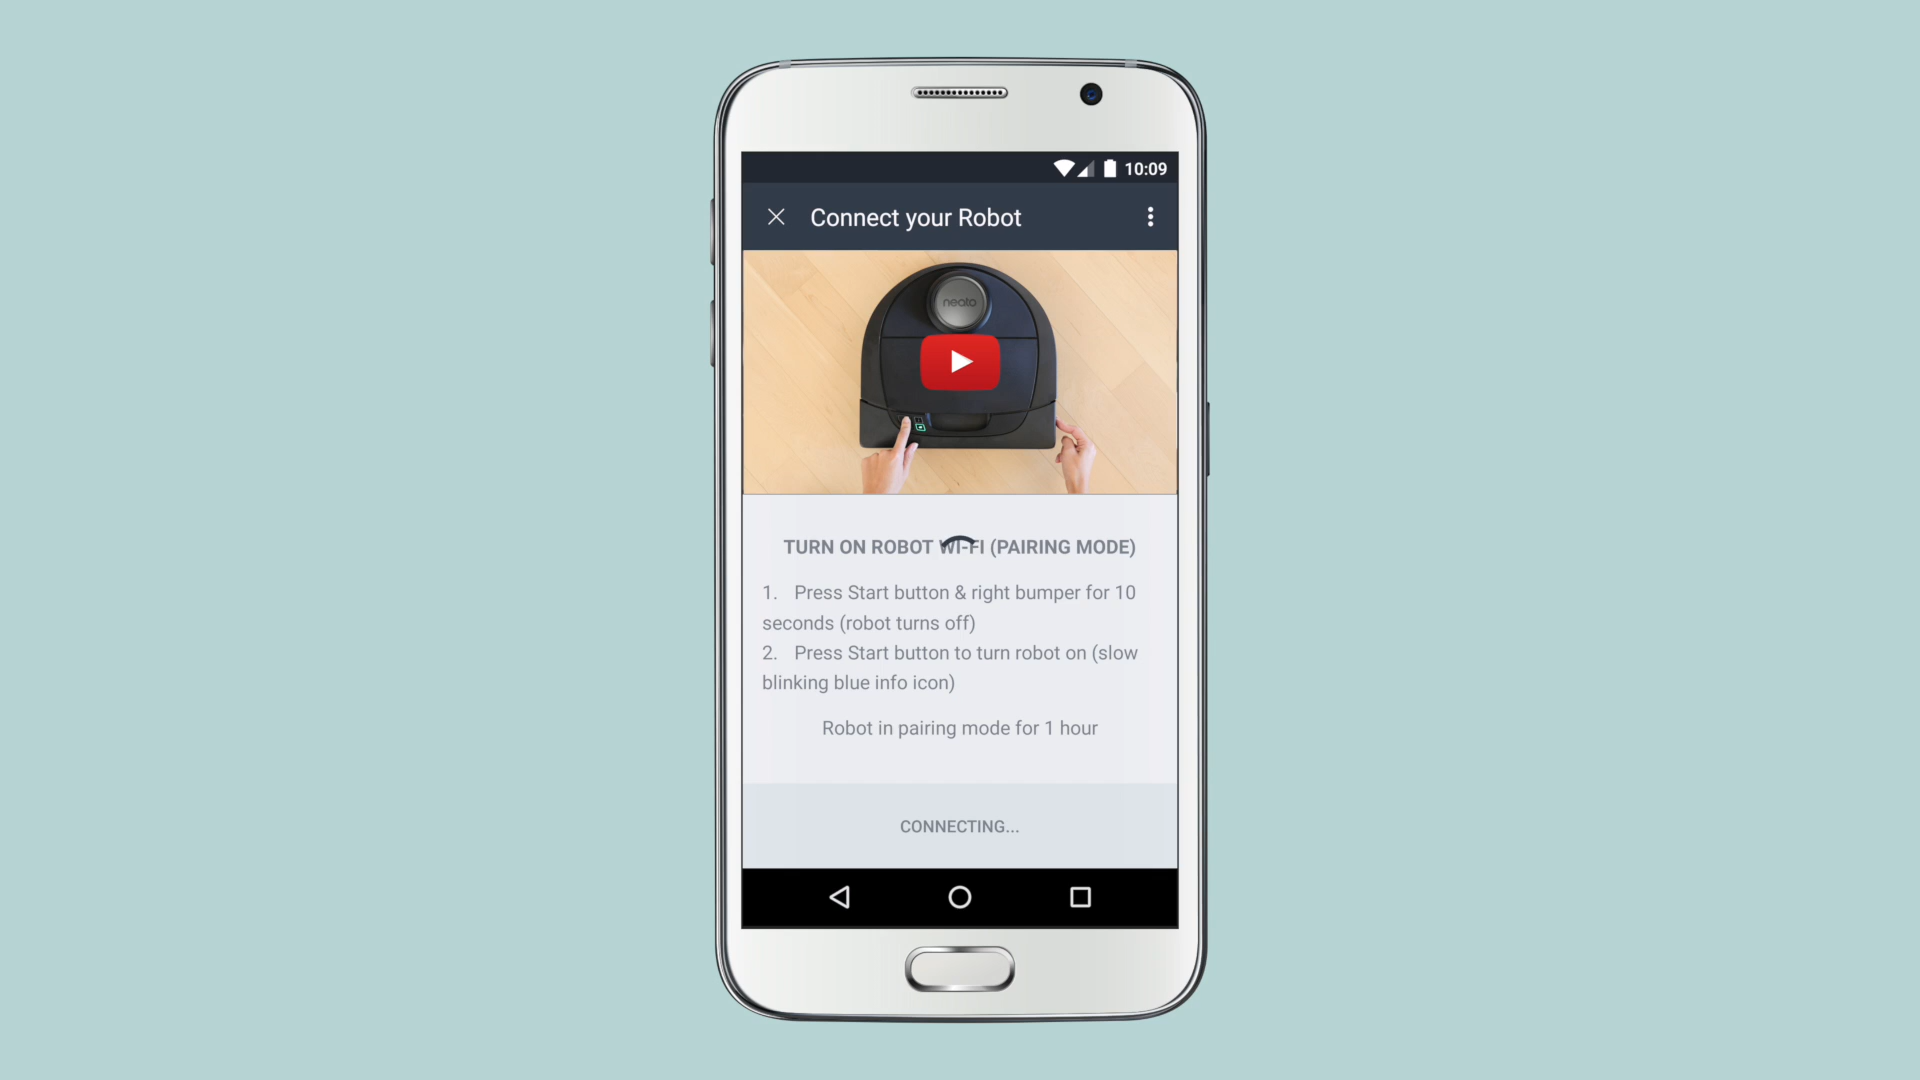 10:09
Connect your Robot
neato
TURN ON ROBOT WI-FI (PAIRING MODE)
1. Press Start button & right bumper for 10
seconds (robot turns off)
2. Press Start button to turn robot on (slow
blinking blue info icon)
Robot in pairing mode for 1 hour
CONNECTING...